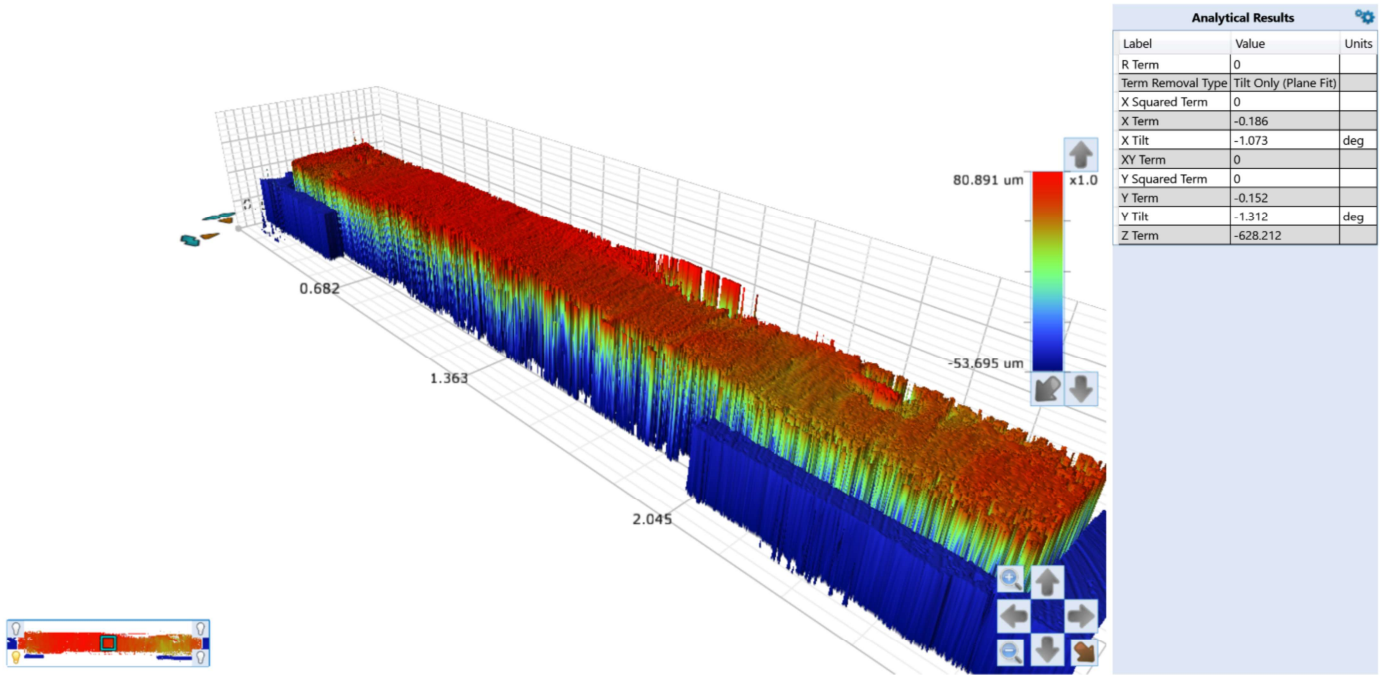 Analytical Results
Label Value Units
R Term 0
Term Removal Type Tilt Only (Plane Fit)
X Squared Term 0
X Term -0.186
X Tilt -1.073 deg
XY Term 0
Y Squared Term 0
Y Term -0.152
Y Tilt -1.312 deg
Z Term -628.212
80.891 um x1.0
-53.695 um
0.682
1.363
2.045